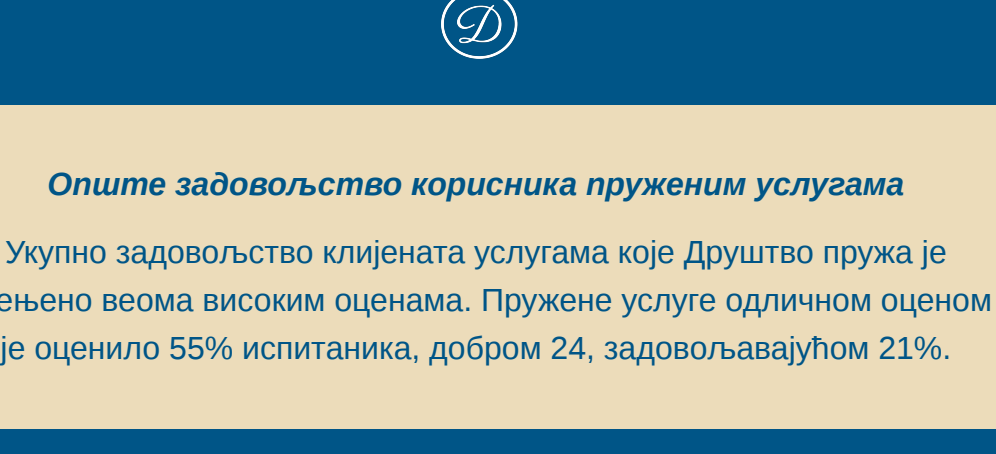 D
Опште задовољство корисника пруженим услугама
Укупно задовољство клијената услугама које Друштво пружа је
веома високим оценама. Пружене услуге одличном оценом
је оценило 55% испитаника, добром 24, задовољавајућом 21%.